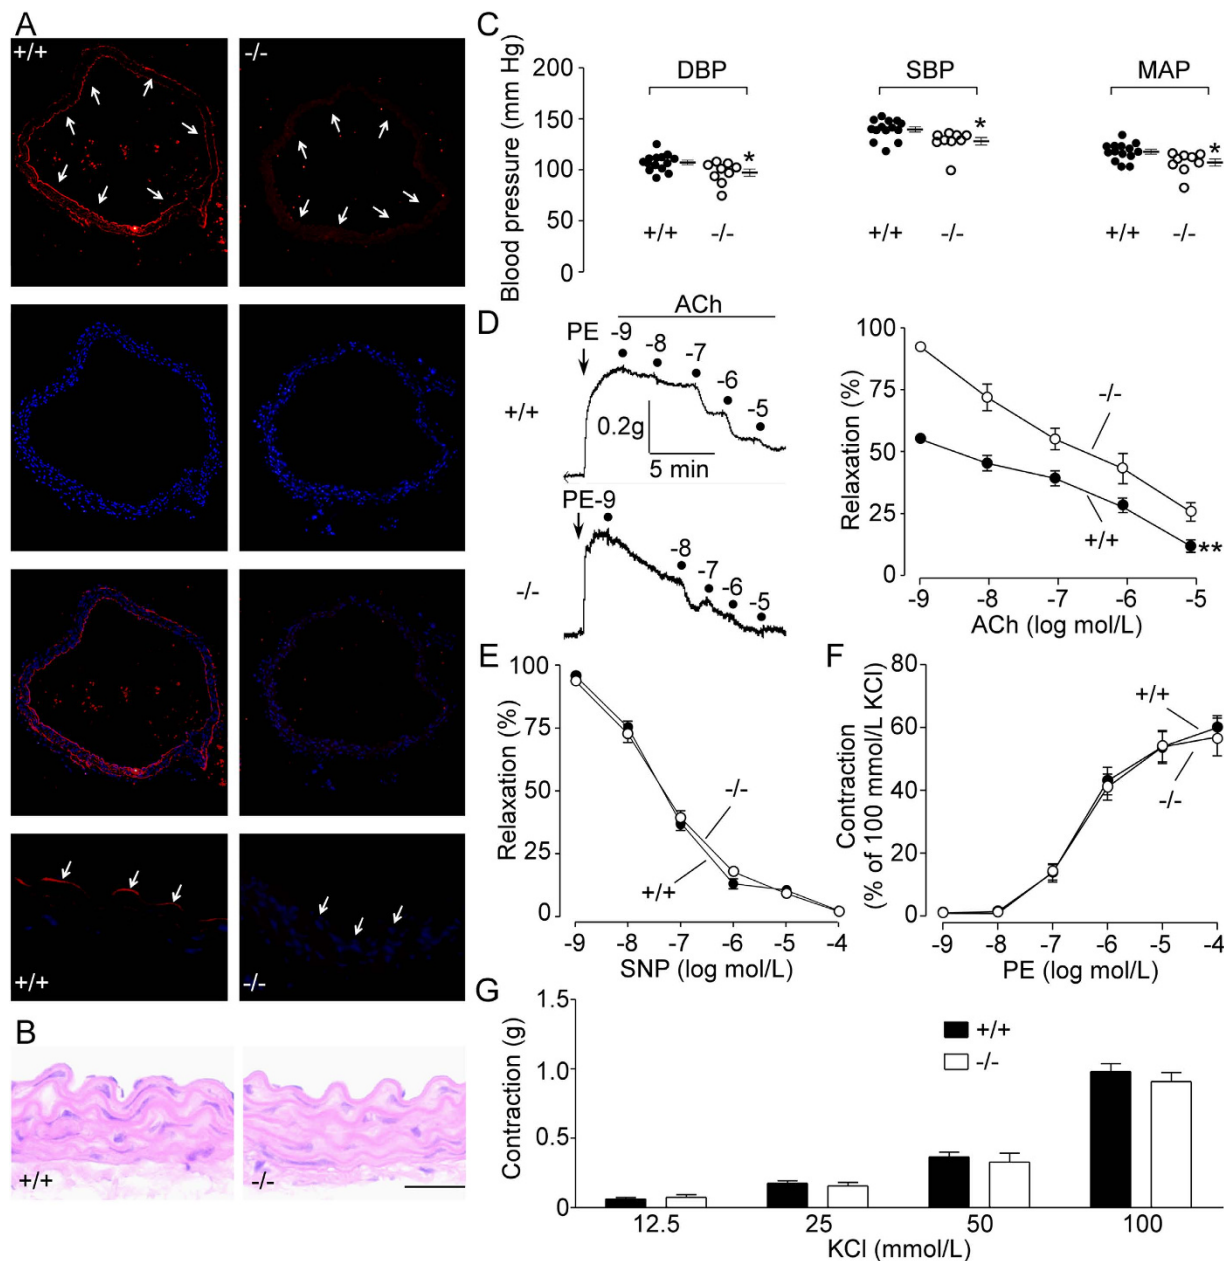 A
+/+
-/-
+/+
-/-
B
+/+
-/-
C
Blood pressure (mm Hg)
200
150
100
50
0
DBP
SBP
MAP
*
*
*
+/+
-/-
+/+
-/-
+/+
-/-
D
ACh
PE
-9
-8
-7
-6
-5
+/+
0.2g
5 min
PE
-9
-8
-7
-6
-5
-/-
Relaxation (%)
100
75
50
25
0
-/-
+/+
**
-9 -8 -7 -6 -5
ACh (log mol/L)
E
Relaxation (%)
100
75
50
25
0
-/-
+/+
-9 -8 -7 -6 -5 -4
SNP (log mol/L)
F
Contraction
(% of 100 mmol/L KCl)
80
60
40
20
0
+/+
-/-
-9 -8 -7 -6 -5 -4
PE (log mol/L)
G
Contraction (g)
1.5
1.0
0.5
0
+/+
-/-
12.5 25 50 100
KCl (mmol/L)